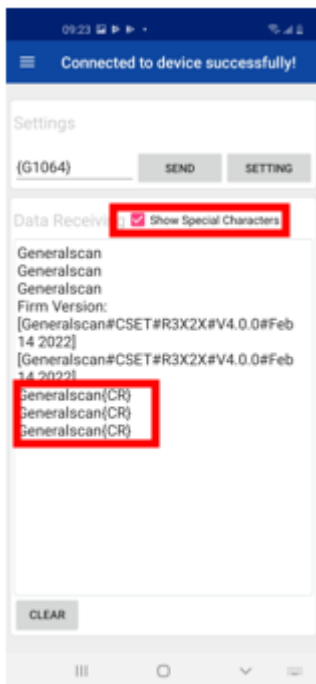 09:23
Connected to device successfully!
Settings
{G1064}
SEND
SETTING
Data Receiving
Show Special Characters
Generalscan
Generalscan
Generalscan
Firm Version:
[Generalscan#CSET#R3X2X#V4.0.0#Feb
14 2022]
[Generalscan#CSET#R3X2X#V4.0.0#Feb
14 2022]
Generalscan{CR}
Generalscan{CR}
Generalscan{CR}
CLEAR